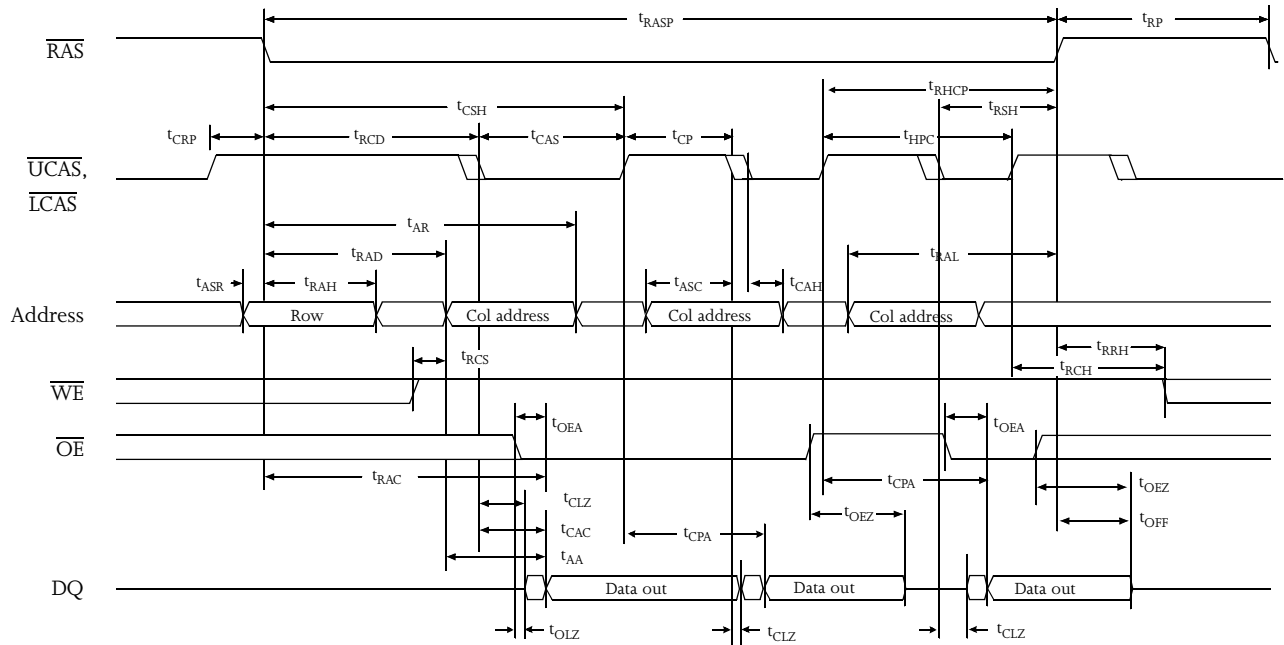 tRASP
tRP
RAS
tRHCP
tCSH
tRSH
tCRP
tRCD
tCAS
tCP
tHPC
UCAS,
LCAS
tAR
tRAD
tRAL
tASR
tRAH
tASC
tCAH
Address
Row
Col address
Col address
Col address
tRCS
tRRH
tRCH
WE
tOEA
tOEA
OE
tRAC
tCLZ
tCPA
tOEZ
tOEZ
tCAC
tCPA
tOFF
tAA
DQ
Data out
Data out
Data out
tOLZ
tCLZ
tCLZ